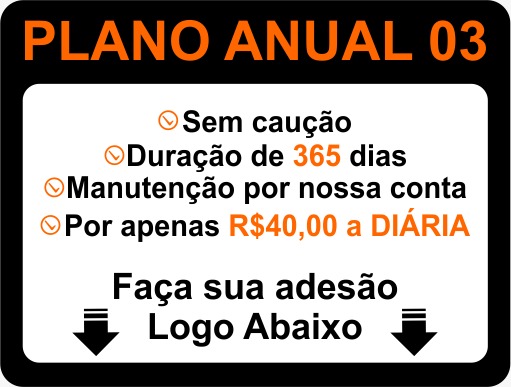 PLANO ANUAL 03
Sem caução
Duração de 365 dias
Manutenção por nossa conta
Por apenas R$40,00 a DIÁRIA
Faça sua adesão
Logo Abaixo